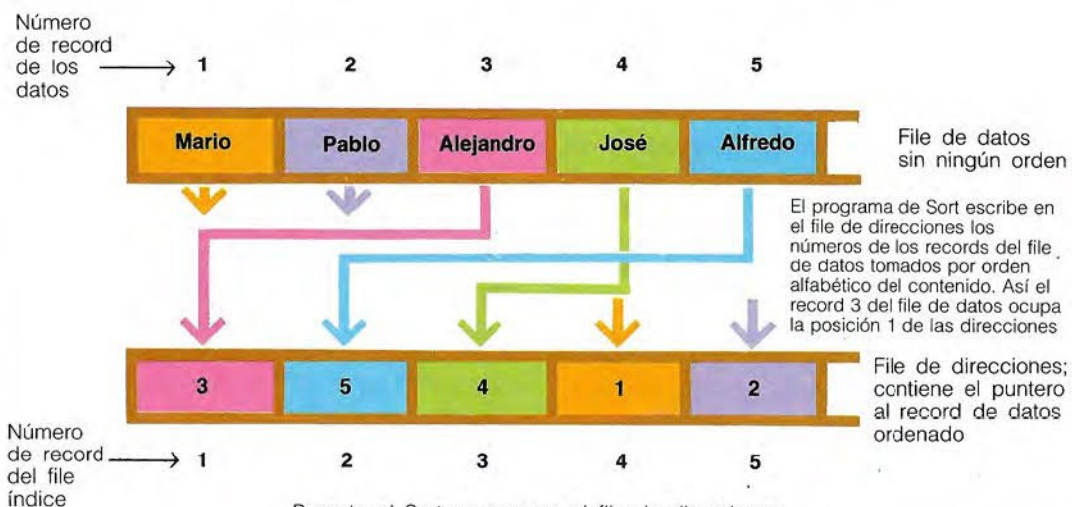 Número
de record
de los
datos
1 2 3 4 5
Mario Pablo Alejandro José Alfredo
File de datos
sin ningún orden
El programa de Sort escribe en
el file de direcciones los
números de los records del file
de datos tomados por orden
alfabético del contenido. Así el
record 3 del file de datos ocupa
la posición 1 de las direcciones
3 5 4 1 2
File de direcciones;
contiene el puntero
al record de datos
ordenado
Número
de record
del file
índice
1 2 3 4 5